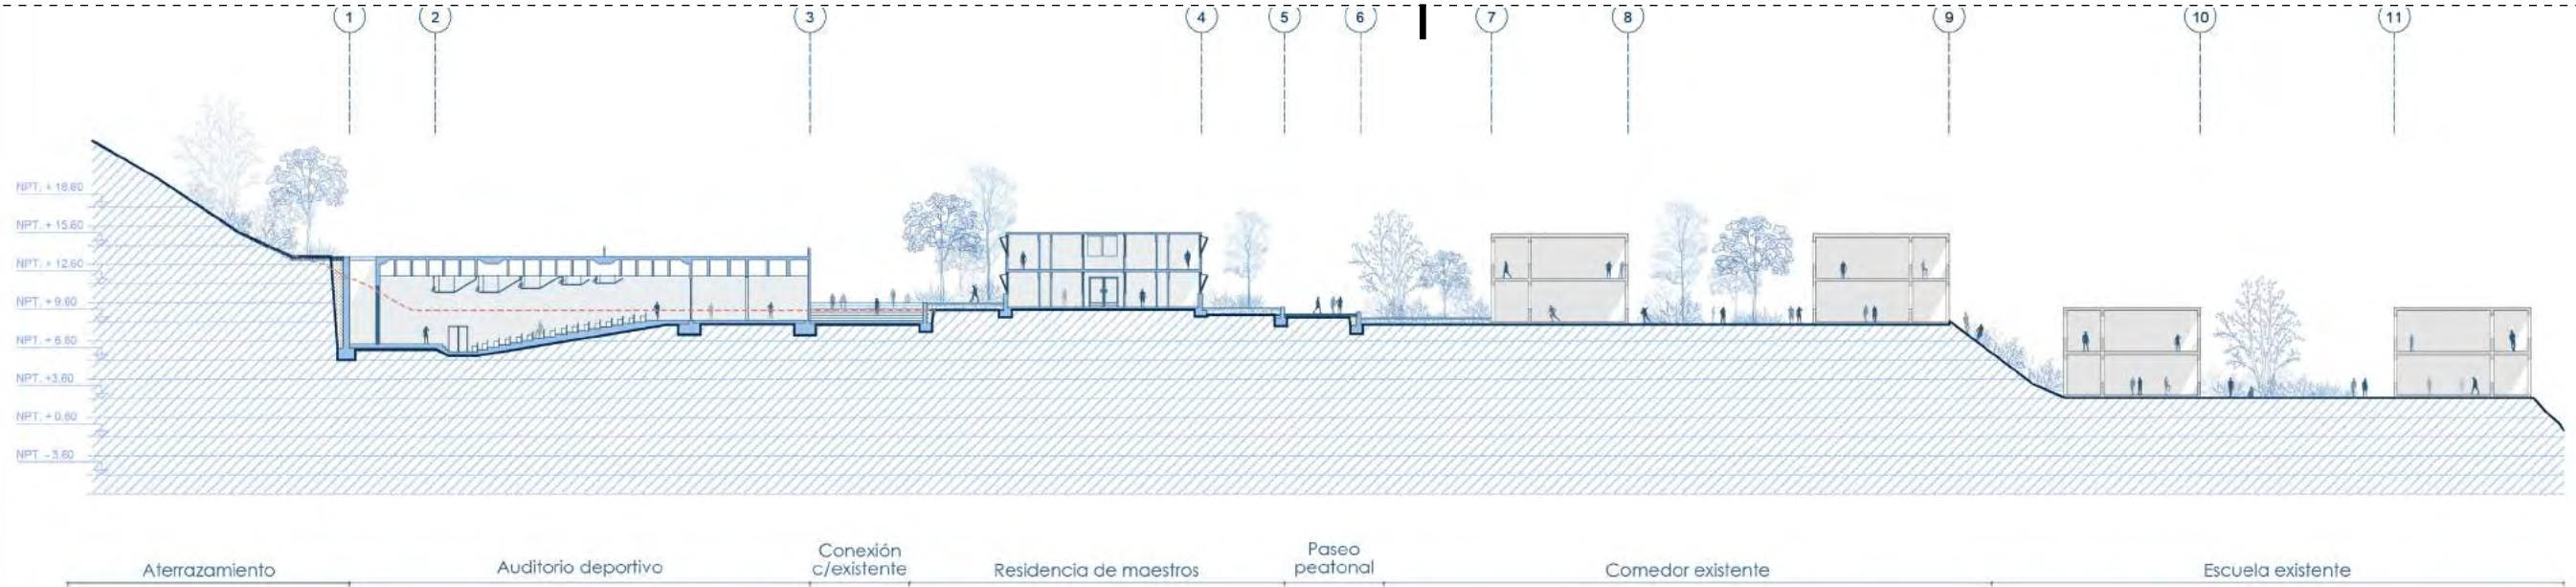 1 2 3 4 5 6 7 8 9 10 11
NPT. + 18.60
NPT. + 15.60
NPT. + 12.60
NPT. + 9.60
NPT. + 6.60
NPT. +3.60
NPT. + 0.60
NPT. - 3.60
Aterrazamiento
Auditorio deportivo
Conexión
c/existente
Residencia de maestros
Paseo
peatonal
Comedor existente
Escuela existente